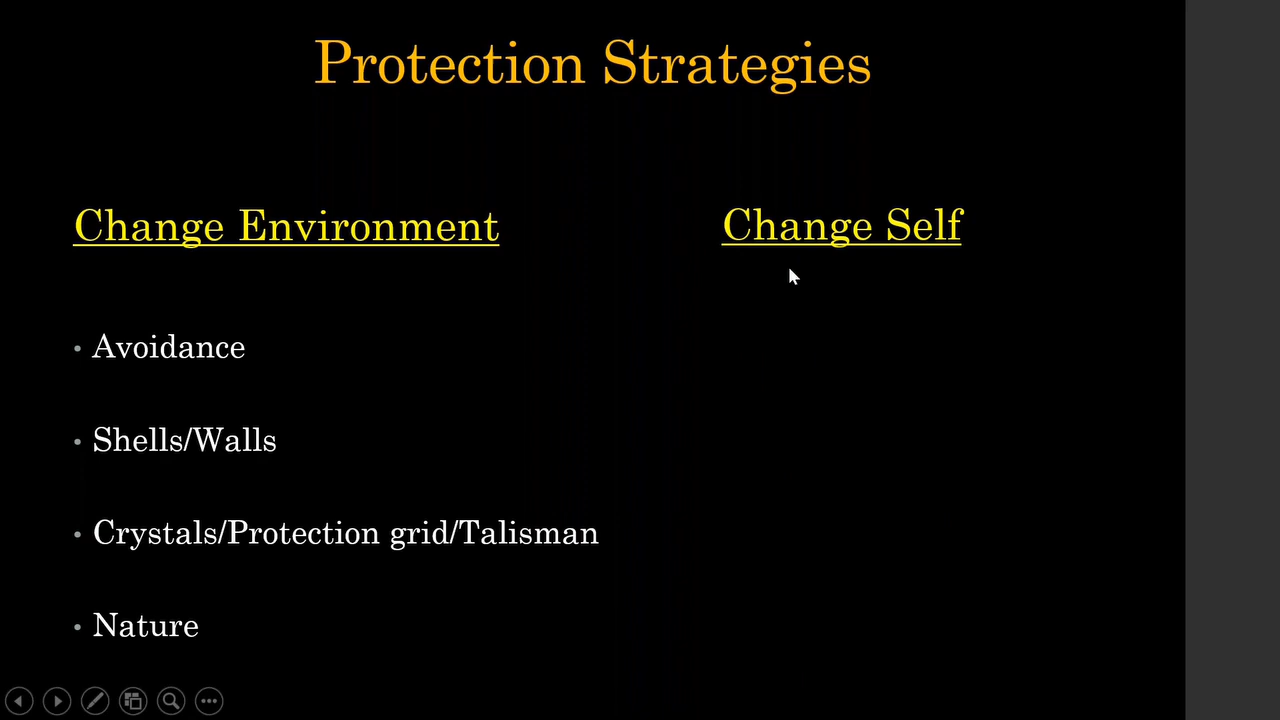 Protection Strategies
Change Environment
• Avoidance
• Shells/Walls
• Crystals/Protection grid/Talisman
• Nature
Change Self